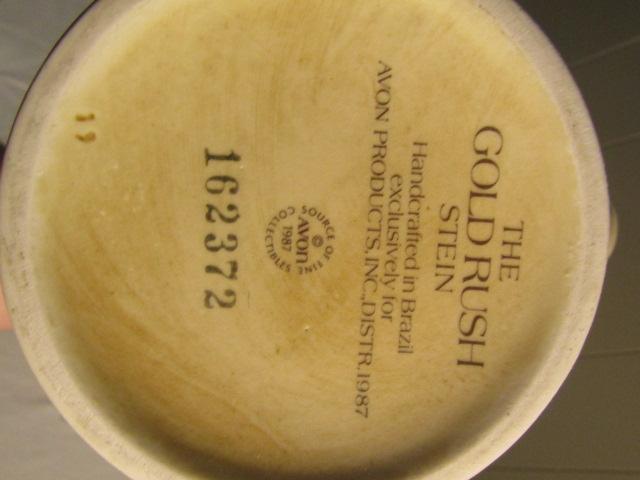 THE
GOLD RUSH
STEIN
Handcrafted in Brazil
exclusively for
AVON PRODUCTS, INC., DISTR. 1987
SOURCE OF FINE COLLECTIBLES
©
AVON
1987
162372
19